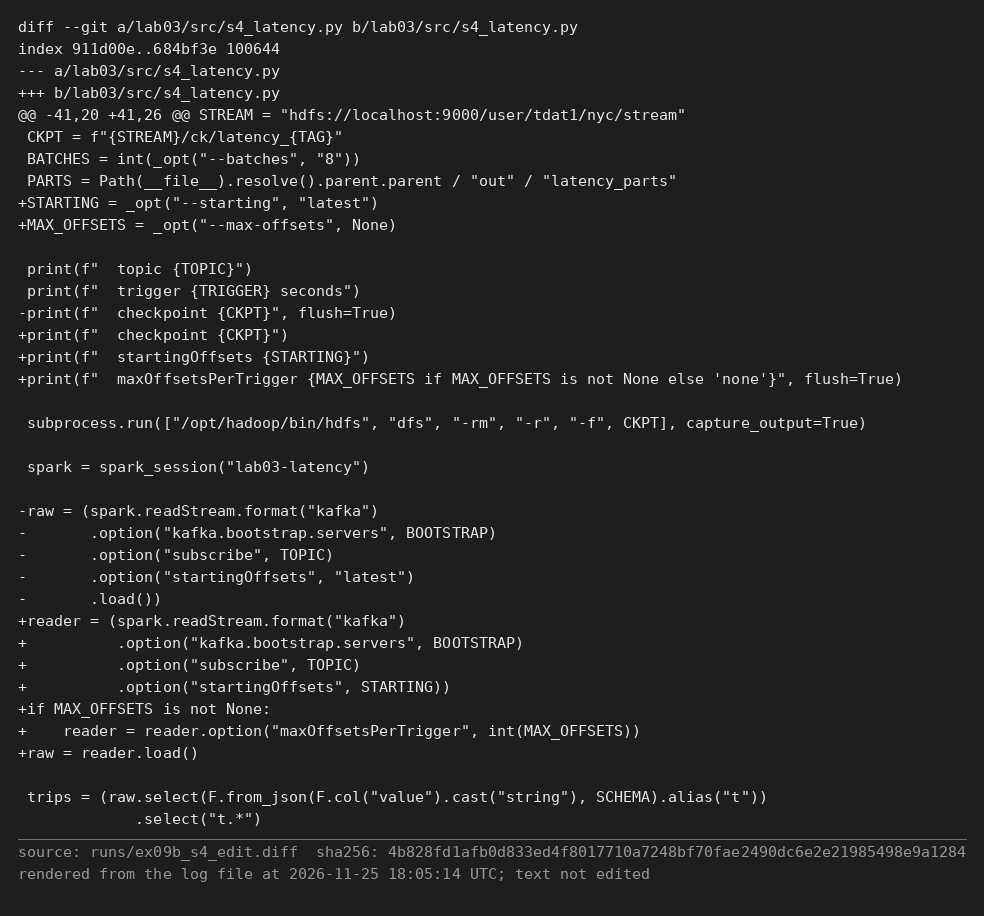 diff --git a/lab03/src/s4_latency.py b/lab03/src/s4_latency.py
index 911d00e..684bf3e 100644
--- a/lab03/src/s4_latency.py
+++ b/lab03/src/s4_latency.py
@@ -41,20 +41,26 @@ STREAM = "hdfs://localhost:9000/user/tdat1/nyc/stream"
 CKPT = f"{STREAM}/ck/latency_{TAG}"
 BATCHES = int(_opt("--batches", "8"))
 PARTS = Path(__file__).resolve().parent.parent / "out" / "latency_parts"
+STARTING = _opt("--starting", "latest")
+MAX_OFFSETS = _opt("--max-offsets", None)

 print(f"  topic {TOPIC}")
 print(f"  trigger {TRIGGER} seconds")
-print(f"  checkpoint {CKPT}", flush=True)
+print(f"  checkpoint {CKPT}")
+print(f"  startingOffsets {STARTING}")
+print(f"  maxOffsetsPerTrigger {MAX_OFFSETS if MAX_OFFSETS is not None else 'none'}", flush=True)

 subprocess.run(["/opt/hadoop/bin/hdfs", "dfs", "-rm", "-r", "-f", CKPT], capture_output=True)

 spark = spark_session("lab03-latency")

-raw = (spark.readStream.format("kafka")
-       .option("kafka.bootstrap.servers", BOOTSTRAP)
-       .option("subscribe", TOPIC)
-       .option("startingOffsets", "latest")
-       .load())
+reader = (spark.readStream.format("kafka")
+          .option("kafka.bootstrap.servers", BOOTSTRAP)
+          .option("subscribe", TOPIC)
+          .option("startingOffsets", STARTING))
+if MAX_OFFSETS is not None:
+    reader = reader.option("maxOffsetsPerTrigger", int(MAX_OFFSETS))
+raw = reader.load()

 trips = (raw.select(F.from_json(F.col("value").cast("string"), SCHEMA).alias("t"))
             .select("t.*")
source: runs/ex09b_s4_edit.diff  sha256: 4b828fd1afb0d833ed4f8017710a7248bf70fae2490dc6e2e21985498e9a1284
rendered from the log file at 2026-11-25 18:05:14 UTC; text not edited